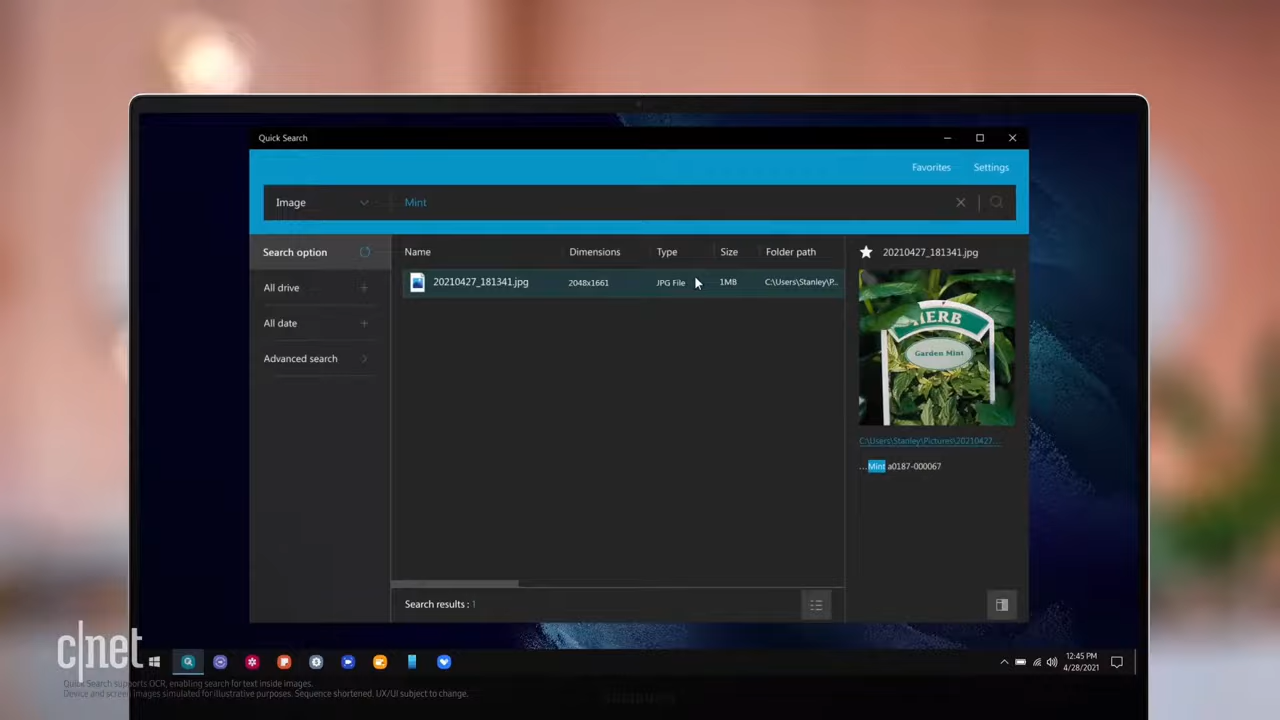 Quick Search
Favorites Settings
Image Mint
Search option
All drive
All date
Advanced search
Name Dimensions Type Size Folder path
20210427_181341.jpg 2048x1661 JPG File 1MB C:\Users\Stanley\P...
Search results : 1
20210427_181341.jpg
HERB
Garden Mint
C:\Users\Stanley\Pictures\20210427...
...Mint a0187-000067
c|net
12:45 PM
4/28/2021
Quick Search supports OCR, enabling search for text inside images.
Device and screen images simulated for illustrative purposes. Sequence shortened. UX/UI subject to change.
SAMSUNG